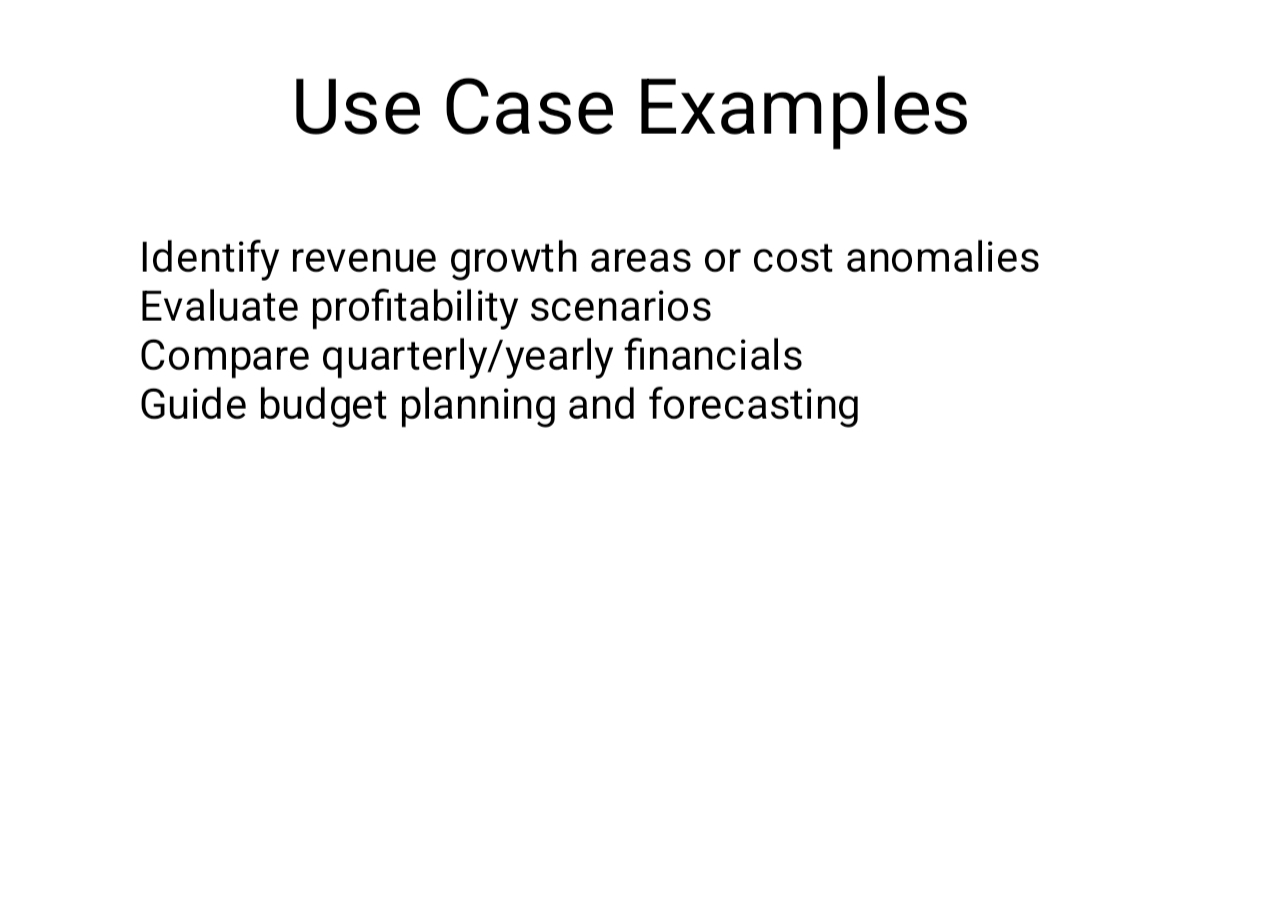 Use Case Examples
Identify revenue growth areas or cost anomalies
Evaluate profitability scenarios
Compare quarterly/yearly financials
Guide budget planning and forecasting